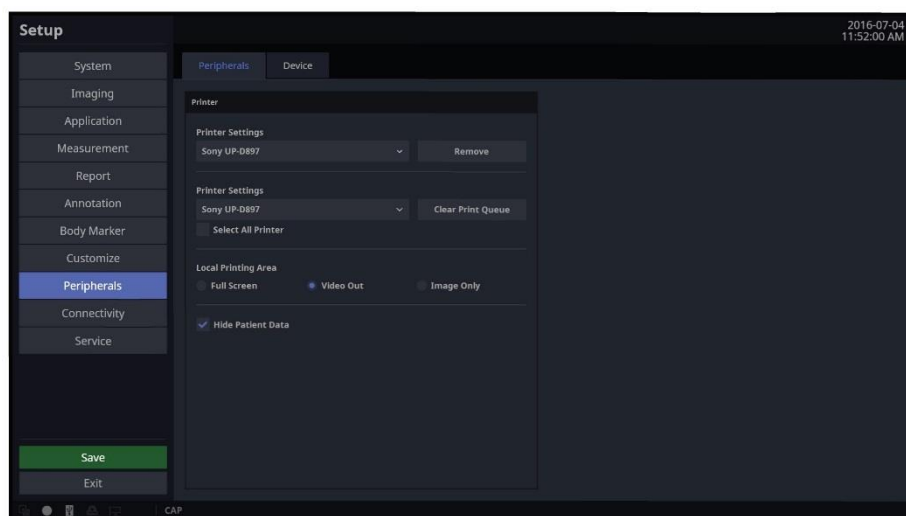 Setup
2016-07-04
11:52:00 AM
System
Imaging
Application
Measurement
Report
Annotation
Body Marker
Customize
Peripherals
Connectivity
Service
Save
Exit
Peripherals Device
Printer
Printer Settings
Sony UP-D897 Remove
Printer Settings
Sony UP-D897 Clear Print Queue
Select All Printer
Local Printing Area
Full Screen Video Out Image Only
Hide Patient Data
CAP